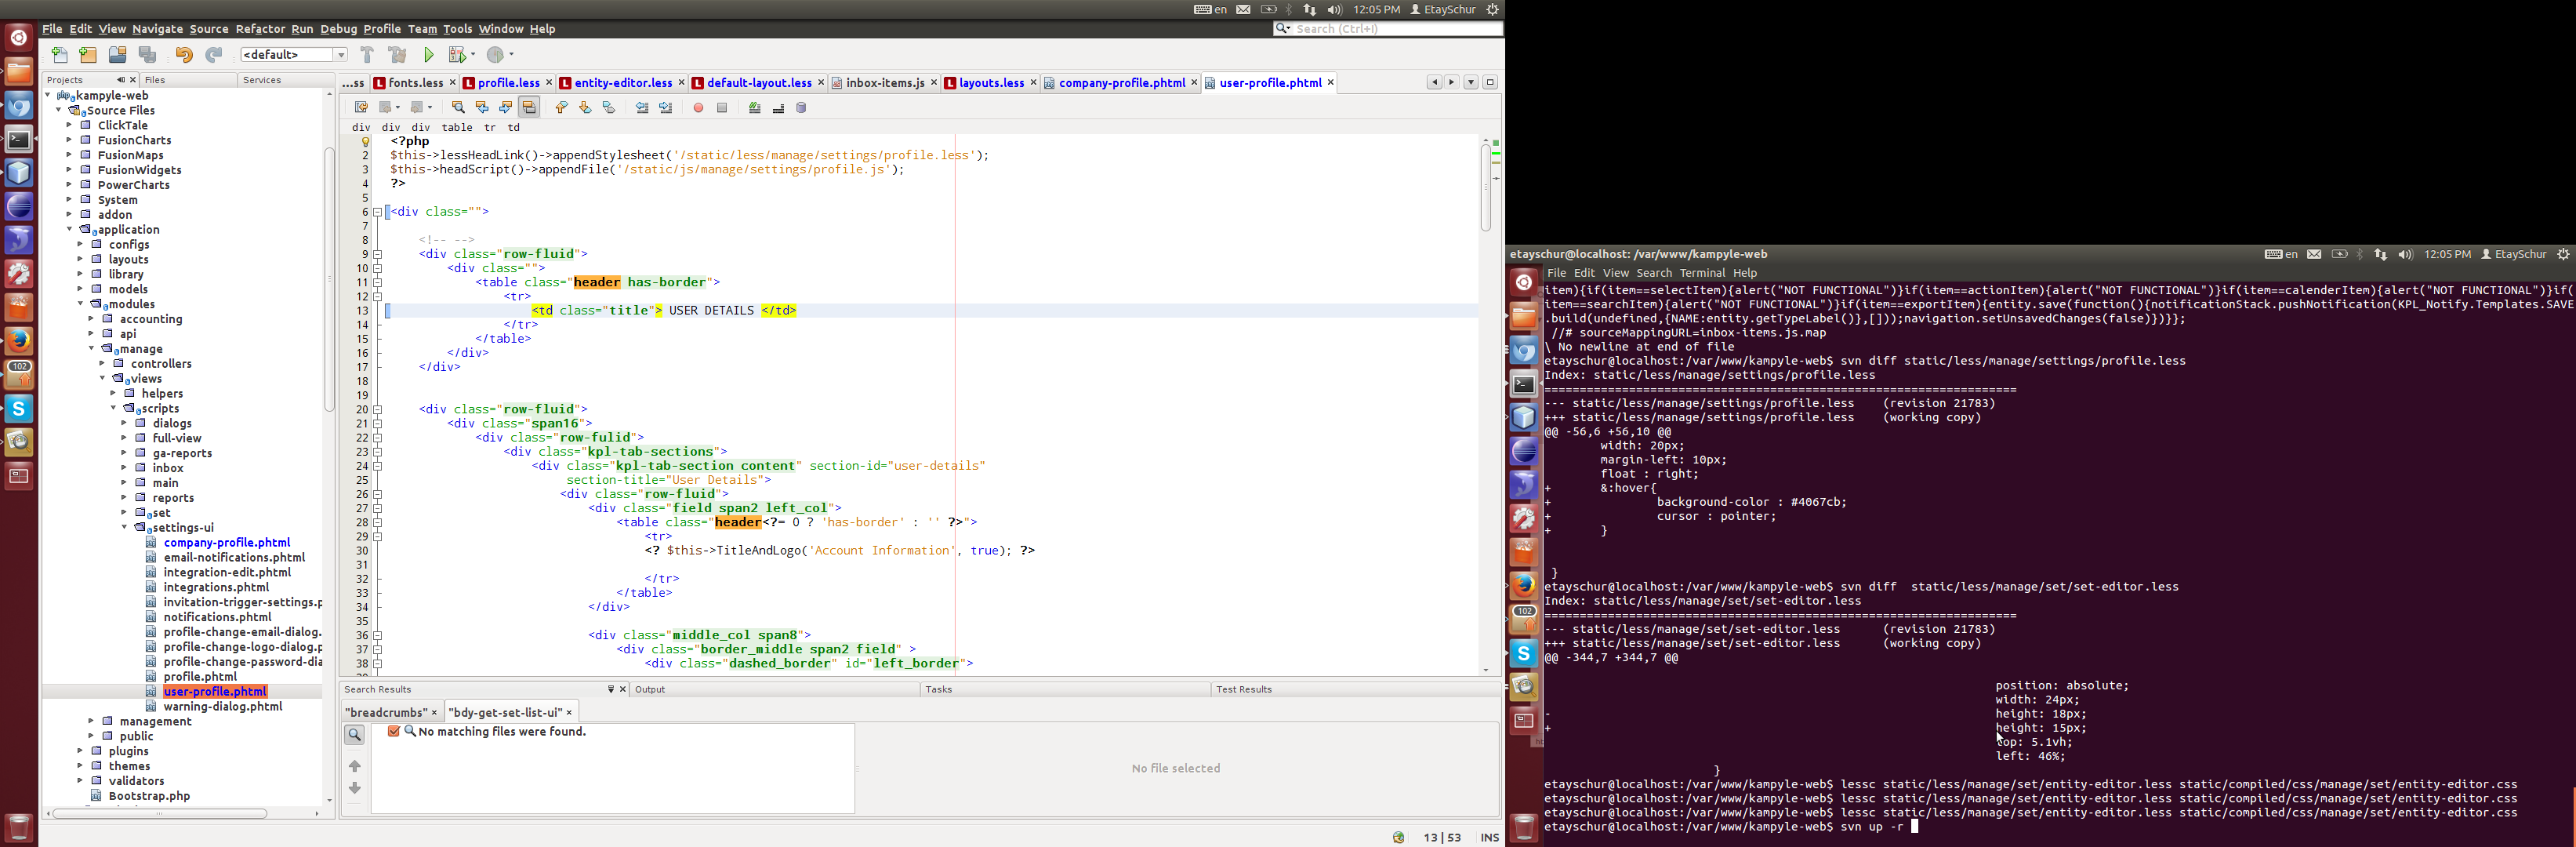 en 12:05 PM EtaySchur
File Edit View Navigate Source Refactor Run Debug Profile Team Tools Window Help
Search (Ctrl+I)
<default>
Projects Files Services
kampyle-web
Source Files
ClickTale
FusionCharts
FusionMaps
FusionWidgets
PowerCharts
System
addon
application
configs
layouts
library
models
modules
accounting
api
manage
controllers
views
helpers
scripts
dialogs
full-view
ga-reports
inbox
main
reports
set
settings-ui
company-profile.phtml
email-notifications.phtml
integration-edit.phtml
integrations.phtml
invitation-trigger-settings.p
notifications.phtml
profile-change-email-dialog.
profile-change-logo-dialog.p
profile-change-password-dia
profile.phtml
user-profile.phtml
warning-dialog.phtml
management
public
plugins
themes
validators
Bootstrap.php
102
...ss fonts.less profile.less entity-editor.less default-layout.less inbox-items.js layouts.less company-profile.phtml user-profile.phtml
div div div table tr td
<?php
2 $this->lessHeadLink()->appendStylesheet('/static/less/manage/settings/profile.less');
3 $this->headScript()->appendFile('/static/js/manage/settings/profile.js');
4 ?>
5
6 <div class="">
7
8 <!-- -->
9 <div class="row-fluid">
10 <div class="">
11 <table class="header has-border">
12 <tr>
13 <td class="title"> USER DETAILS </td>
14 </tr>
15 </table>
16 </div>
17 </div>
18
19
20 <div class="row-fluid">
21 <div class="span16">
22 <div class="row-fulid">
23 <div class="kpl-tab-sections">
24 <div class="kpl-tab-section content" section-id="user-details"
25 section-title="User Details">
26 <div class="row-fluid">
27 <div class="field span2 left_col">
28 <table class="header<?= 0 ? 'has-border' : '' ?>">
29 <tr>
30 <? $this->TitleAndLogo('Account Information', true); ?>
31
32 </tr>
33 </table>
34 </div>
35
36 <div class="middle_col span8">
37 <div class="border_middle span2 field" >
38 <div class="dashed_border" id="left_border">
Search Results Output Tasks Test Results
"breadcrumbs" "bdy-get-set-list-ui"
No matching files were found.
No file selected
13 | 53 INS
etayschur@localhost: /var/www/kampyle-web en 12:05 PM EtaySchur
File Edit View Search Terminal Help
item){if(item==selectItem){alert("NOT FUNCTIONAL")}if(item==actionItem){alert("NOT FUNCTIONAL")}if(item==calenderItem){alert("NOT FUNCTIONAL")}if(
item==searchItem){alert("NOT FUNCTIONAL")}if(item==exportItem){entity.save(function(){notificationStack.pushNotification(KPL_Notify.Templates.SAVE
.build(undefined,{NAME:entity.getTypeLabel()},[]));navigation.setUnsavedChanges(false)})}};
//# sourceMappingURL=inbox-items.js.map
\ No newline at end of file
etayschur@localhost:/var/www/kampyle-web$ svn diff static/less/manage/settings/profile.less
Index: static/less/manage/settings/profile.less
===================================================================
--- static/less/manage/settings/profile.less (revision 21783)
+++ static/less/manage/settings/profile.less (working copy)
@@ -56,6 +56,10 @@
width: 20px;
margin-left: 10px;
float : right;
+ &:hover{
+ background-color : #4067cb;
+ cursor : pointer;
+ }
}
etayschur@localhost:/var/www/kampyle-web$ svn diff  static/less/manage/set/set-editor.less
Index: static/less/manage/set/set-editor.less
===================================================================
--- static/less/manage/set/set-editor.less (revision 21783)
+++ static/less/manage/set/set-editor.less (working copy)
@@ -344,7 +344,7 @@
position: absolute;
width: 24px;
- height: 18px;
+ height: 15px;
top: 5.1vh;
left: 46%;
}
etayschur@localhost:/var/www/kampyle-web$ lessc static/less/manage/set/entity-editor.less static/compiled/css/manage/set/entity-editor.css
etayschur@localhost:/var/www/kampyle-web$ lessc static/less/manage/set/entity-editor.less static/compiled/css/manage/set/entity-editor.css
etayschur@localhost:/var/www/kampyle-web$ lessc static/less/manage/set/entity-editor.less static/compiled/css/manage/set/entity-editor.css
etayschur@localhost:/var/www/kampyle-web$ svn up -r
102